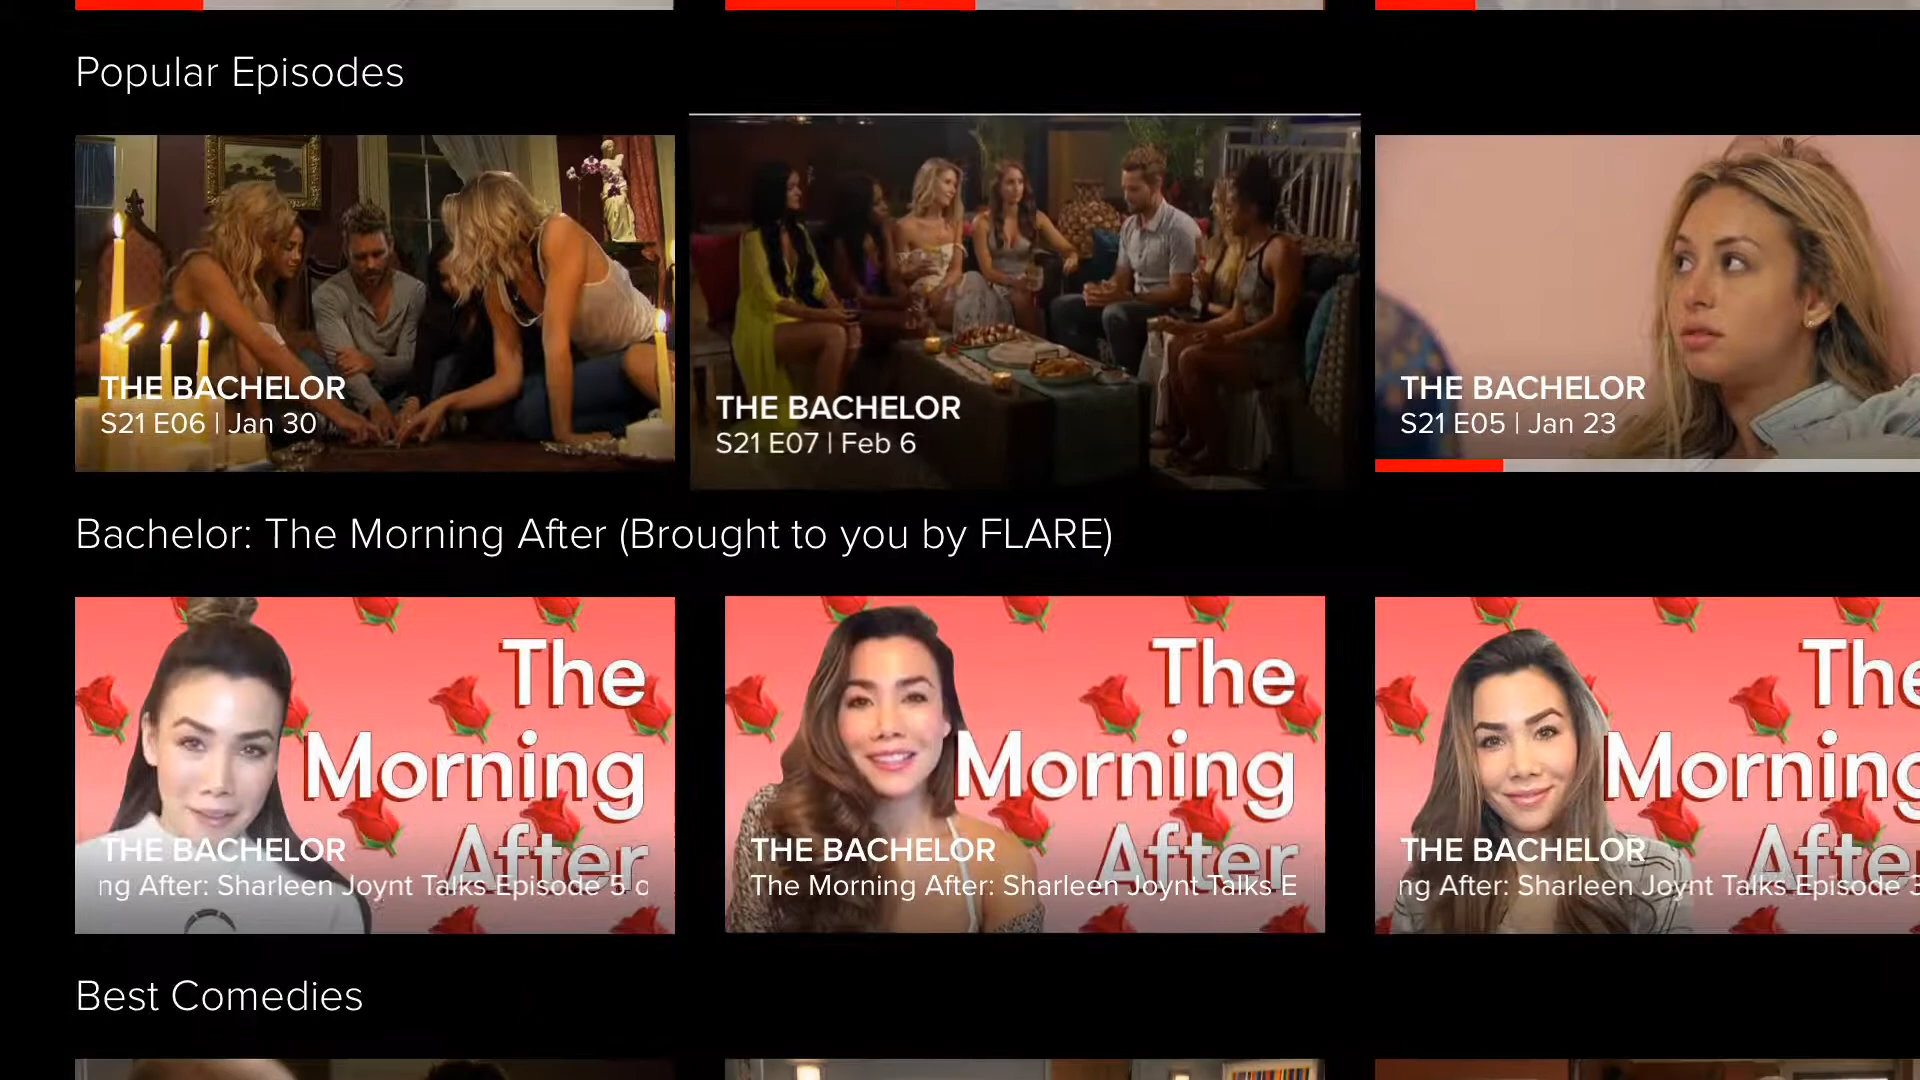 Popular Episodes
THE BACHELOR
S21 E06 | Jan 30
THE BACHELOR
S21 E07 | Feb 6
THE BACHELOR
S21 E05 | Jan 23
Bachelor: The Morning After (Brought to you by FLARE)
The
Morning
After
THE BACHELOR
ng After: Sharleen Joynt Talks Episode 5 o
The
Morning
After
THE BACHELOR
The Morning After: Sharleen Joynt Talks E
The
Morning
After
THE BACHELOR
ng After: Sharleen Joynt Talks Episode 3
Best Comedies